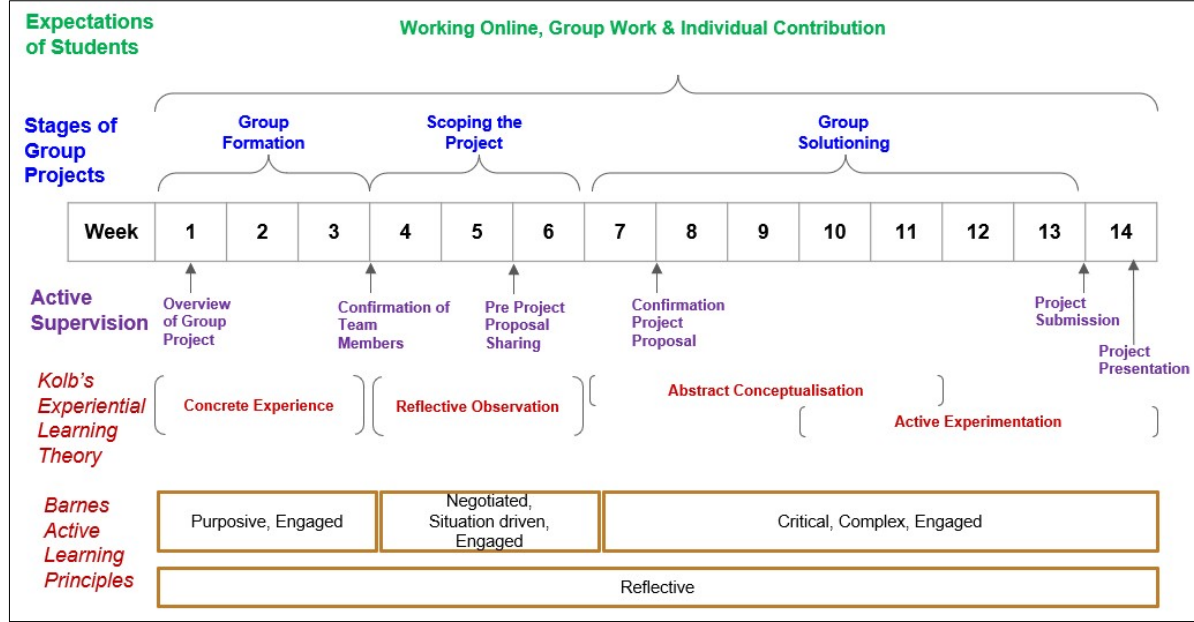 Expectations
of Students
Working Online, Group Work & Individual Contribution
Stages of
Group
Projects
Group
Formation
Scoping the
Project
Group
Solutioning
Week 1 2 3 4 5 6 7 8 9 10 11 12 13 14
Active
Supervision
Overview
of Group
Project
Confirmation of
Team
Members
Pre Project
Proposal
Sharing
Confirmation
Project
Proposal
Project
Submission
Project
Presentation
Kolb's
Experiential
Learning
Theory
Concrete Experience
Reflective Observation
Abstract Conceptualisation
Active Experimentation
Barnes
Active
Learning
Principles
Purposive, Engaged
Negotiated,
Situation driven,
Engaged
Critical, Complex, Engaged
Reflective